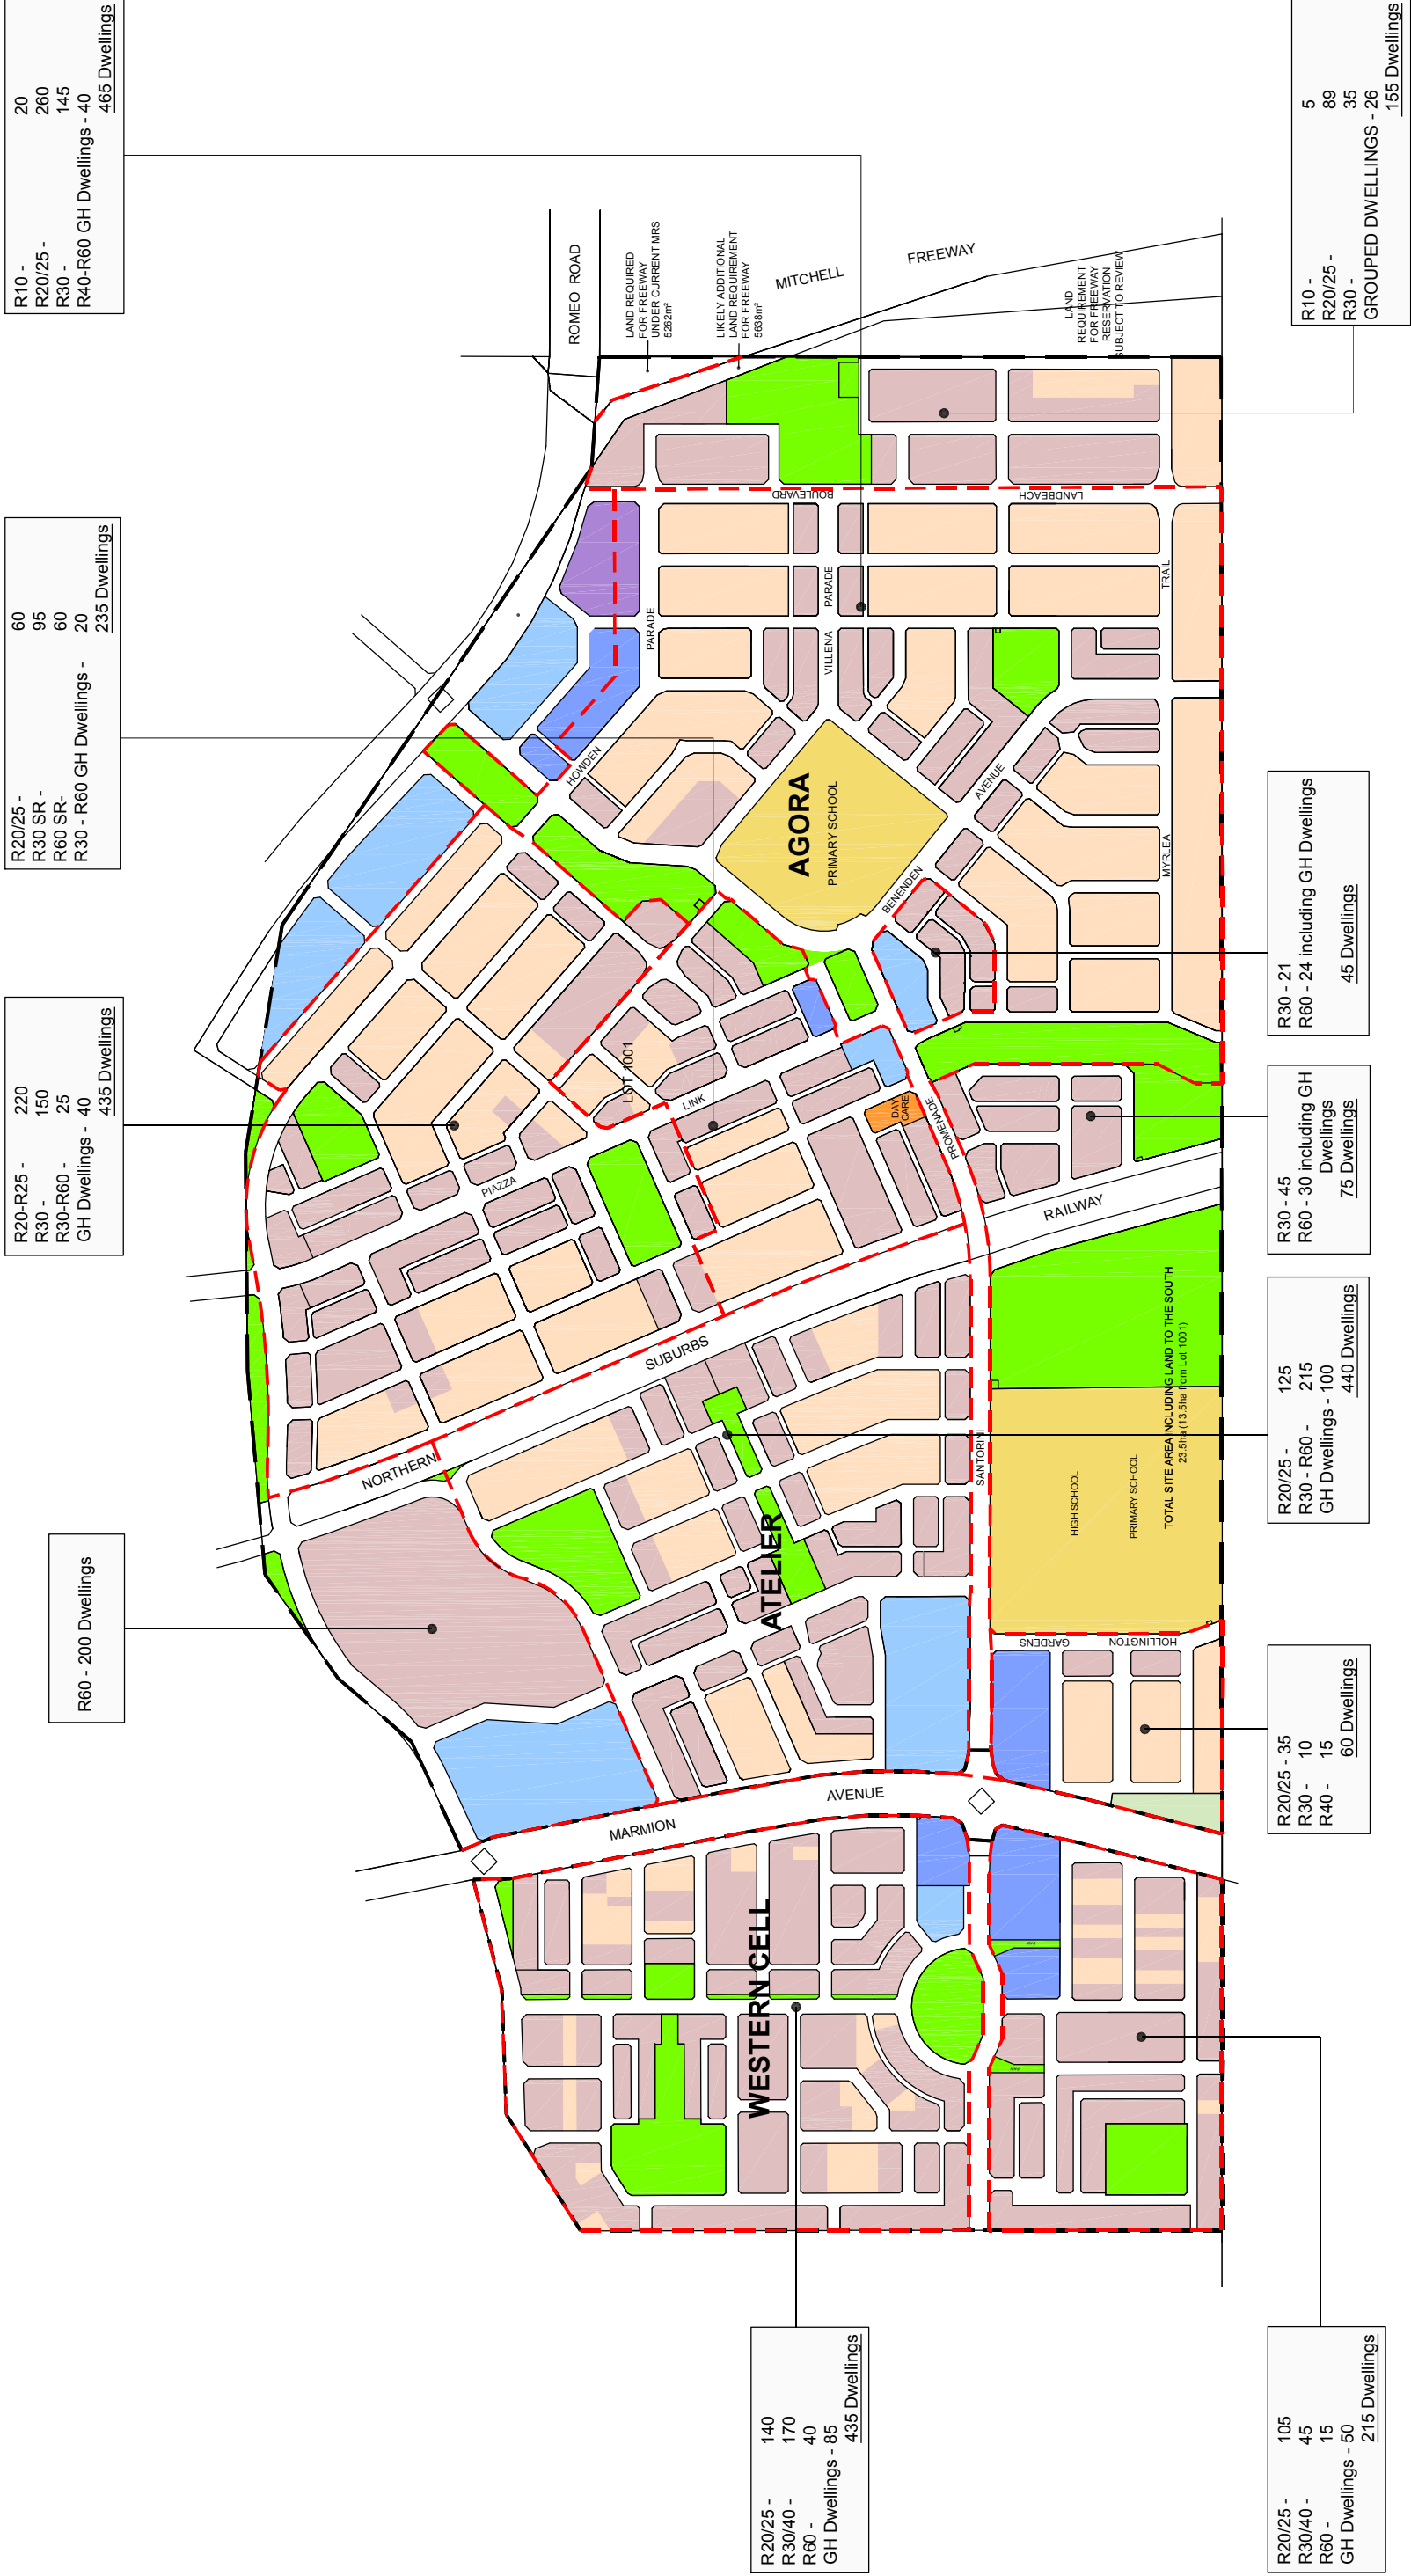 R10 - 20
R20/25 - 260
R30 - 145
R40-R60 GH Dwellings - 40
465 Dwellings
R10 - 5
R20/25 - 89
R30 - 35
GROUPED DWELLINGS - 26
155 Dwellings
R20/25 - 60
R30 SR - 95
R60 SR- 60
R30 - R60 GH Dwellings - 20
235 Dwellings
R20-R25 - 220
R30 - 150
R30-R60 - 25
GH Dwellings - 40
435 Dwellings
R60 - 200 Dwellings
R30 - 21
R60 - 24 including GH Dwellings
45 Dwellings
R30 - 45
R60 - 30 including GH
Dwellings
75 Dwellings
R20/25 - 125
R30 - R60 - 215
GH Dwellings - 100
440 Dwellings
R20/25 - 35
R30 - 10
R40 - 15
60 Dwellings
R20/25 - 140
R30/40 - 170
R60 - 40
GH Dwellings - 85
435 Dwellings
R20/25 - 105
R30/40 - 45
R60 - 15
GH Dwellings - 50
215 Dwellings
ROMEO ROAD
LAND REQUIRED
FOR FREEWAY
UNDER CURRENT MRS
5262m²
LIKELY ADDITIONAL
LAND REQUIREMENT
FOR FREEWAY
5638m²
MITCHELL
FREEWAY
LAND
REQUIREMENT
FOR FREEWAY
RESERVATION
SUBJECT TO REVIEW
BOULEVARD
LANDBEACH
PARADE
HOWDEN
PARADE
VILLENA
TRAIL
MYRLEA
AVENUE
BENENDEN
AGORA
PRIMARY SCHOOL
LOT 1001
LINK
PIAZZA
DAY
CARE
PROMENADE
RAILWAY
SUBURBS
NORTHERN
SANTORINI
TOTAL SITE AREA INCLUDING LAND TO THE SOUTH
23.5ha (13.5ha from Lot 1001)
HIGH SCHOOL
PRIMARY SCHOOL
ATELIER
GARDENS
HOLLINGTON
AVENUE
MARMION
WESTERN CELL